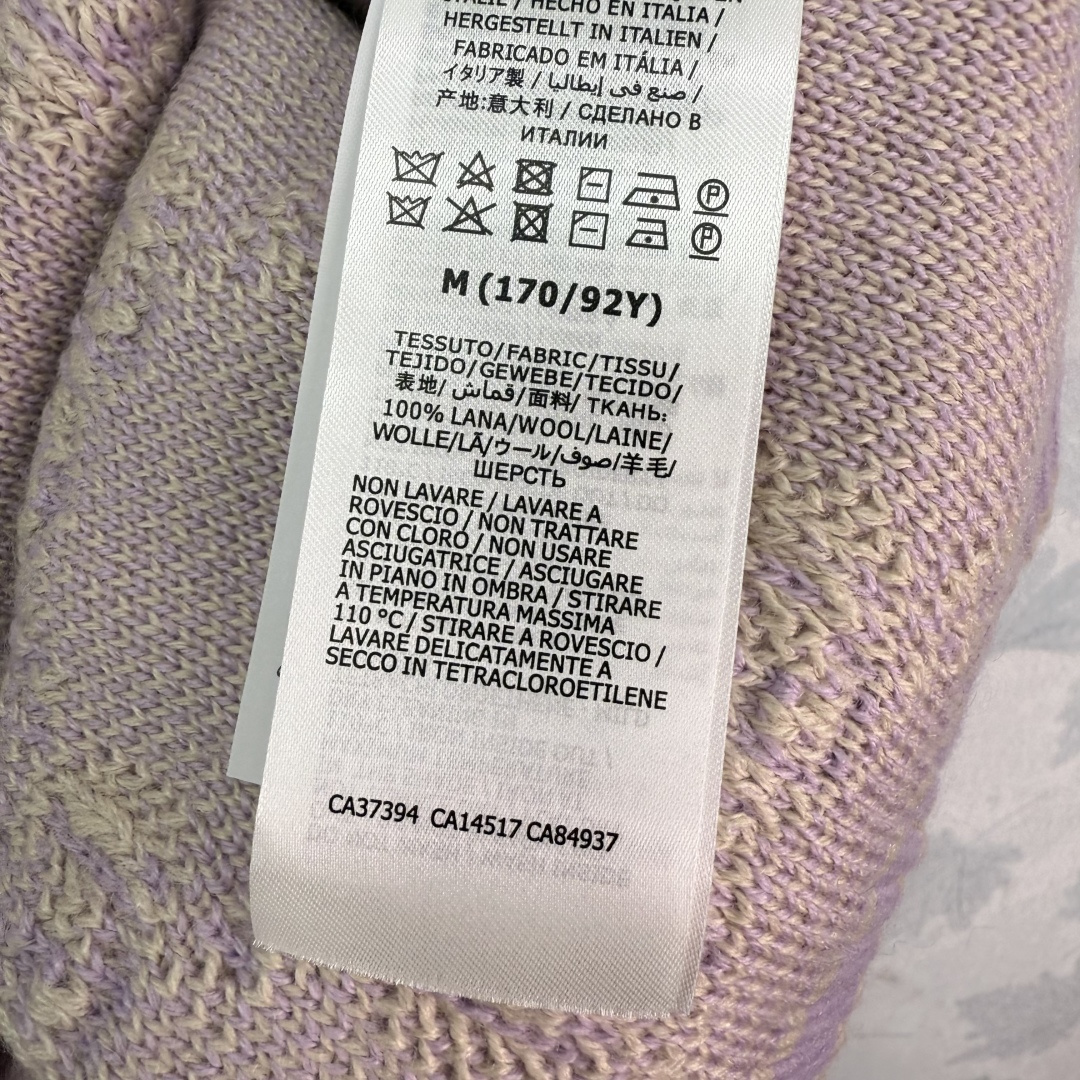 ITALIE / HECHO EN ITALIA /
HERGESTELLT IN ITALIEN /
FABRICADO EM ITÁLIA /
イタリア製 / صنع في إيطاليا /
产地:意大利 / СДЕЛАНО В
ИТАЛИИ
P
P
M (170/92Y)
TESSUTO/FABRIC/TISSU/
TEJIDO/GEWEBE/TECIDO/
表地/ قماش/面料/ ТКАНЬ:
100% LANA/WOOL/LAINE/
WOLLE/LÃ/ウール/صوف/羊毛/
ШЕРСТЬ
NON LAVARE / LAVARE A
ROVESCIO / NON TRATTARE
CON CLORO / NON USARE
ASCIUGATRICE / ASCIUGARE
IN PIANO IN OMBRA / STIRARE
A TEMPERATURA MASSIMA
110 °C / STIRARE A ROVESCIO /
LAVARE DELICATAMENTE A
SECCO IN TETRACLOROETILENE
CA37394 CA14517 CA84937